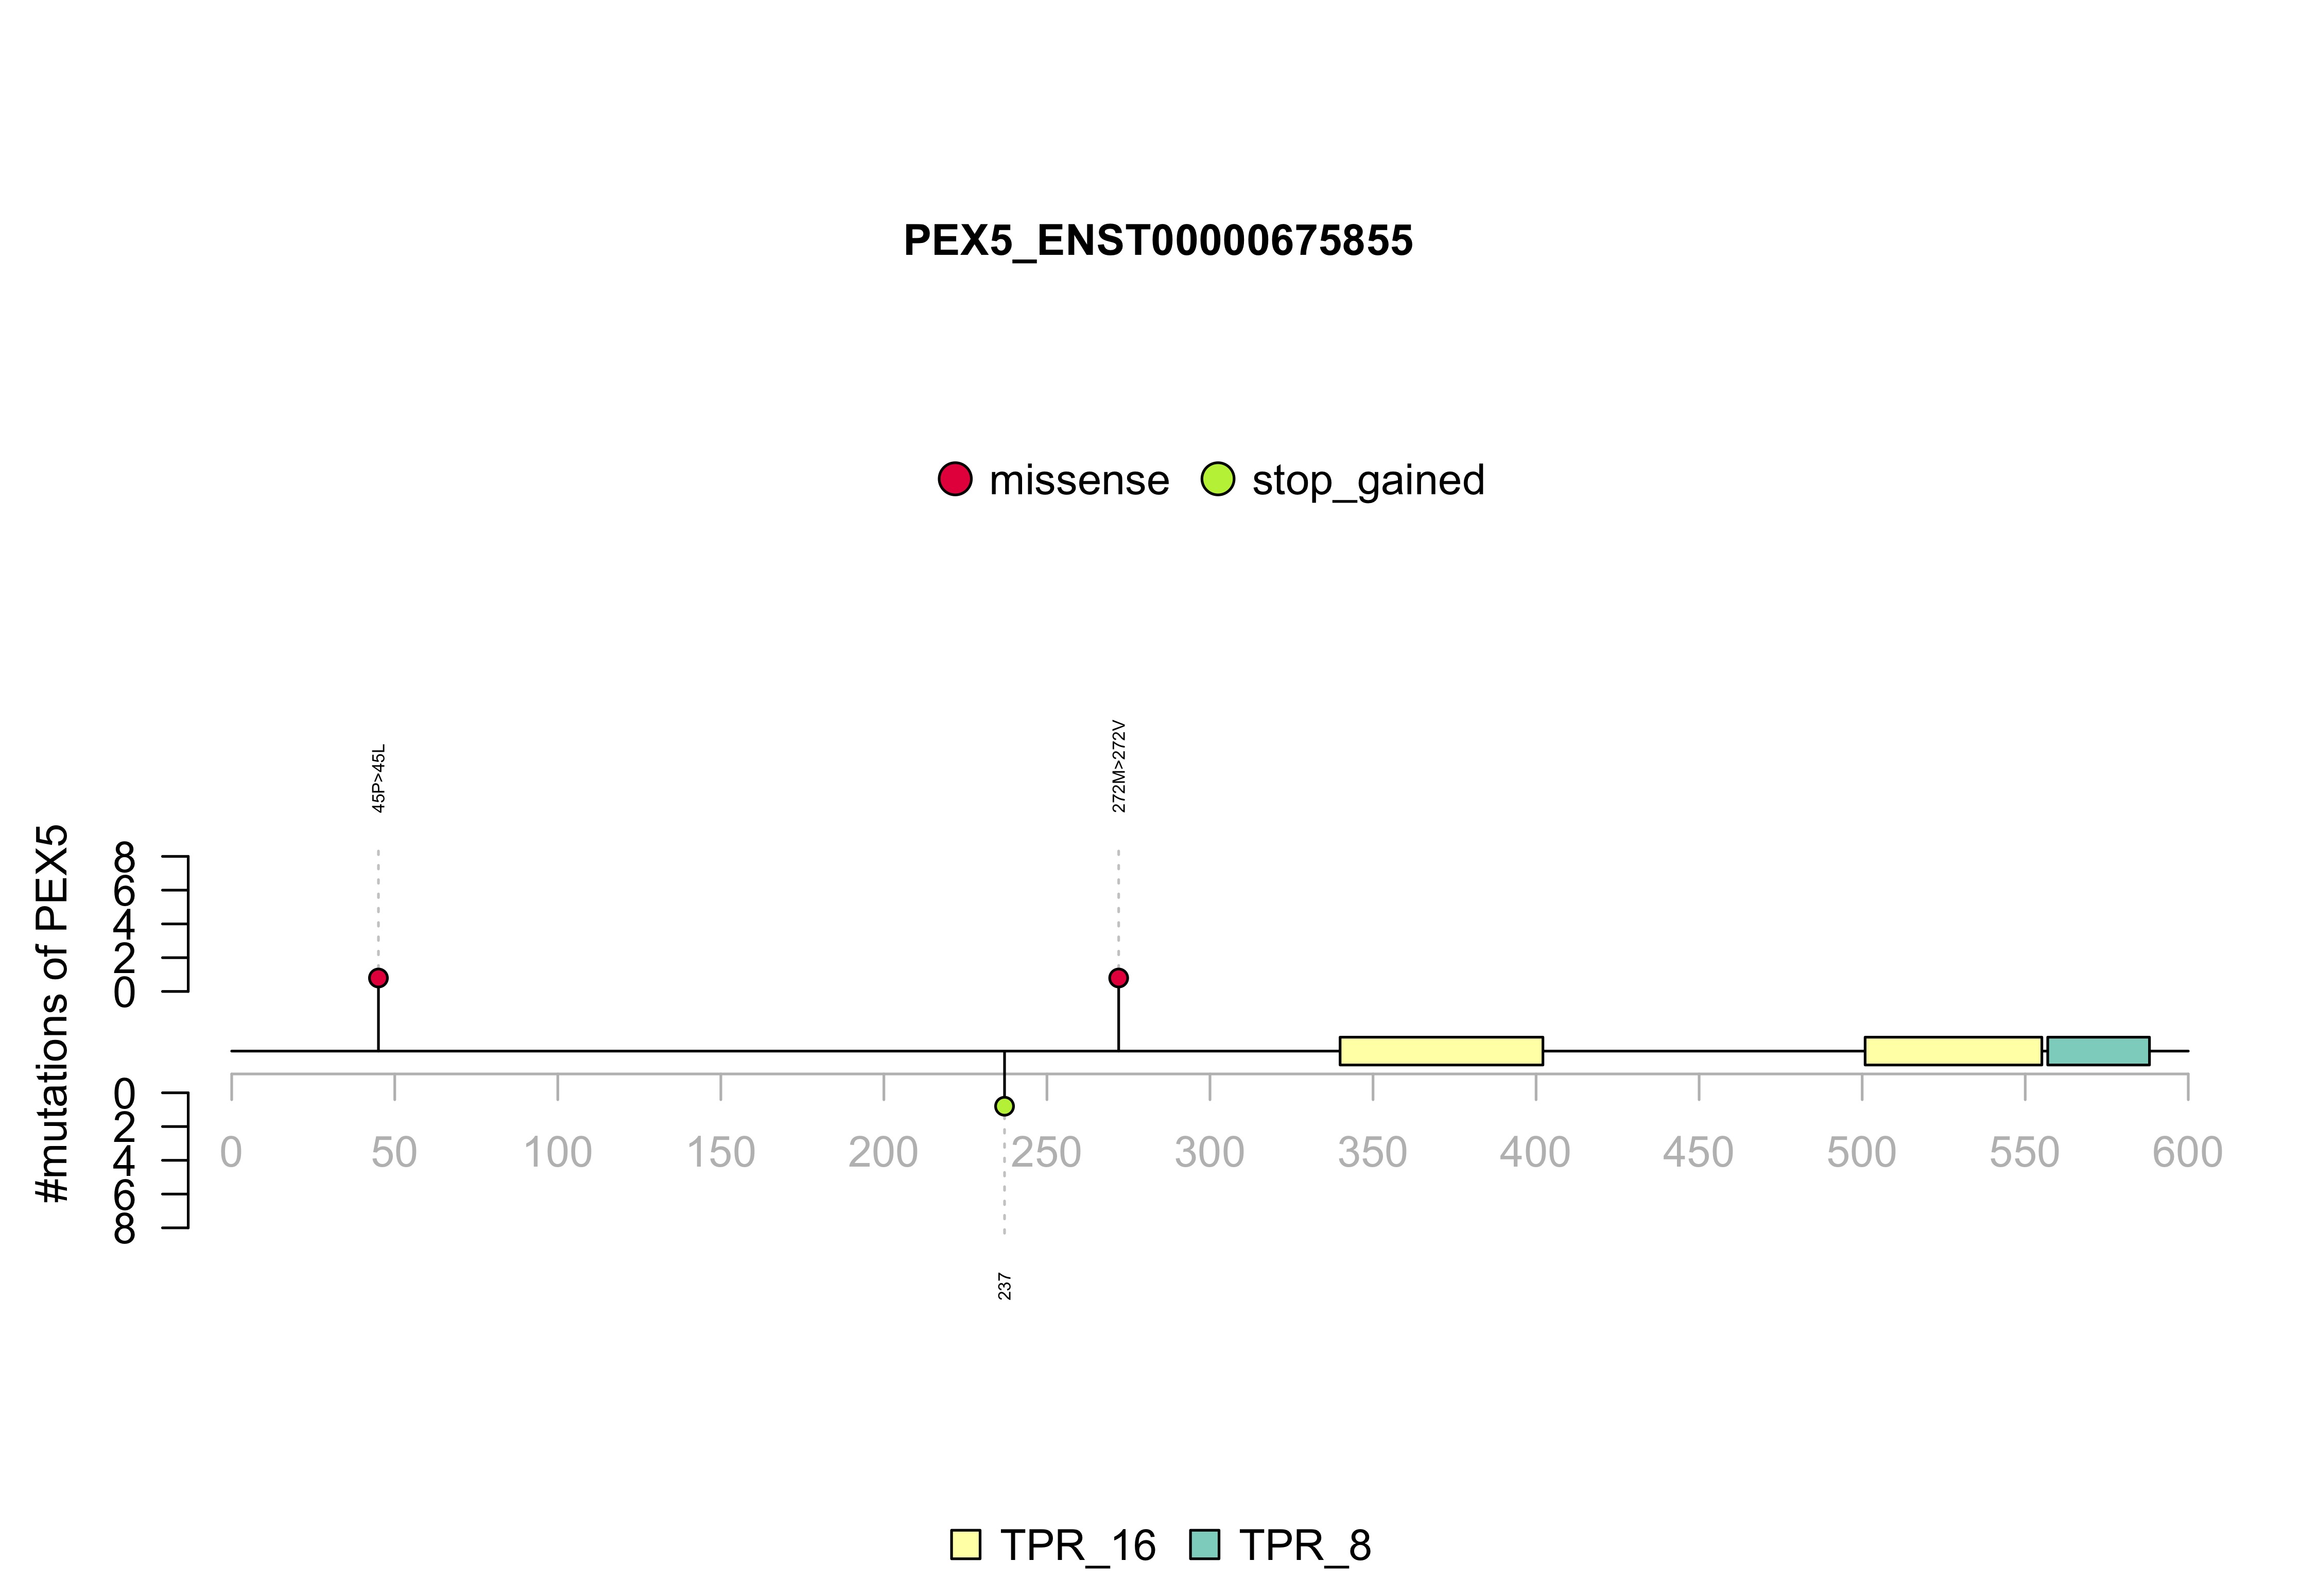 PEX5_ENST00000675855
missense stop_gained
45P>45L
272M>272V
#mutations of PEX5
8
6
4
2
0
0
2
4
6
8
0 50 100 150 200 250 300 350 400 450 500 550 600
237
TPR_16 TPR_8